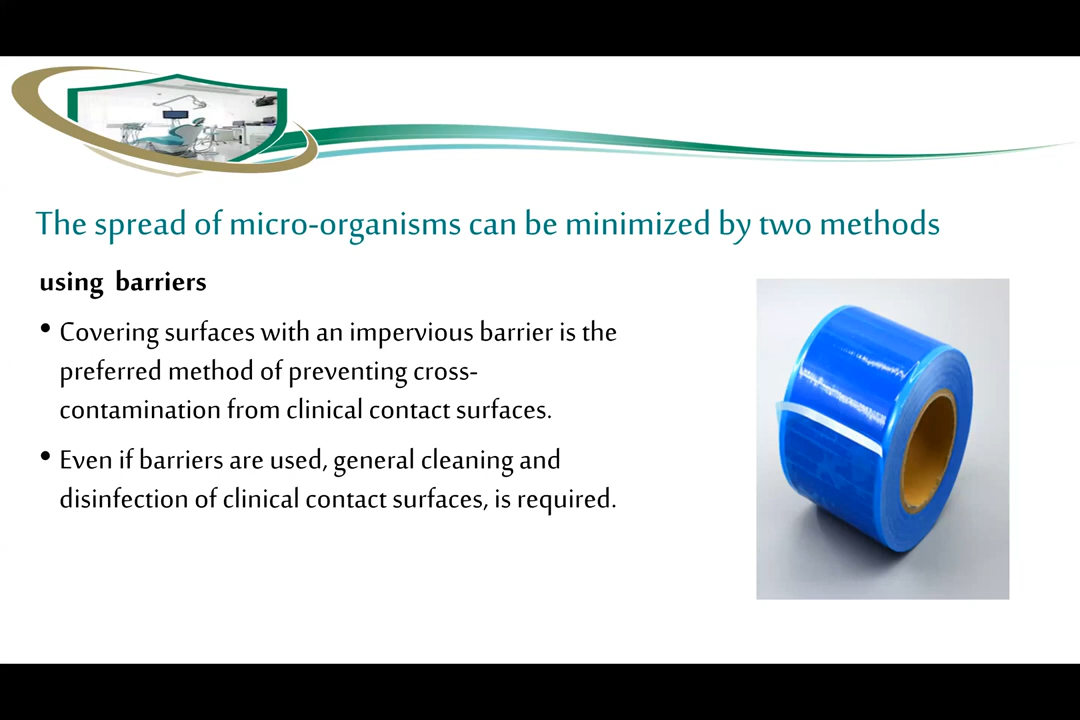 The spread of micro-organisms can be minimized by two methods
using barriers
• Covering surfaces with an impervious barrier is the
preferred method of preventing cross-
contamination from clinical contact surfaces.
• Even if barriers are used, general cleaning and
disinfection of clinical contact surfaces, is required.